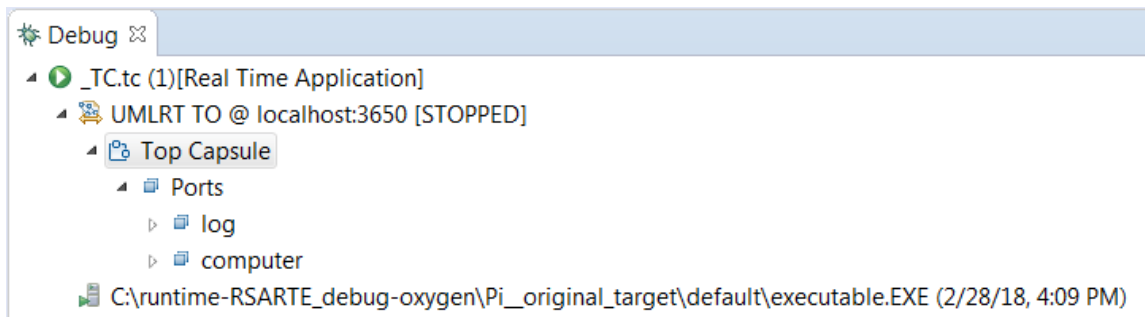 Debug
_TC.tc (1)[Real Time Application]
UMLRT TO @ localhost:3650 [STOPPED]
Top Capsule
Ports
log
computer
C:\runtime-RSARTE_debug-oxygen\Pi__original_target\default\executable.EXE (2/28/18, 4:09 PM)